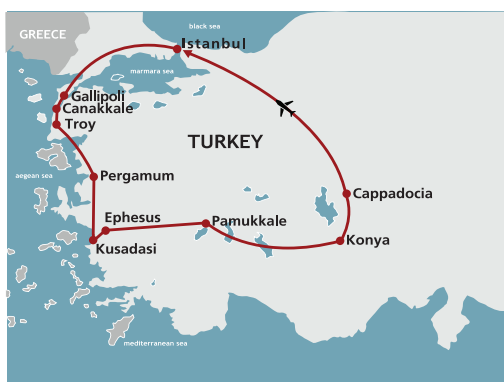 black sea
GREECE
Istanbul
marmara sea
Gallipoli
Canakkale
Troy
TURKEY
aegean sea
Pergamum
Cappadocia
Ephesus
Pamukkale
Kusadasi
Konya
mediterranean sea